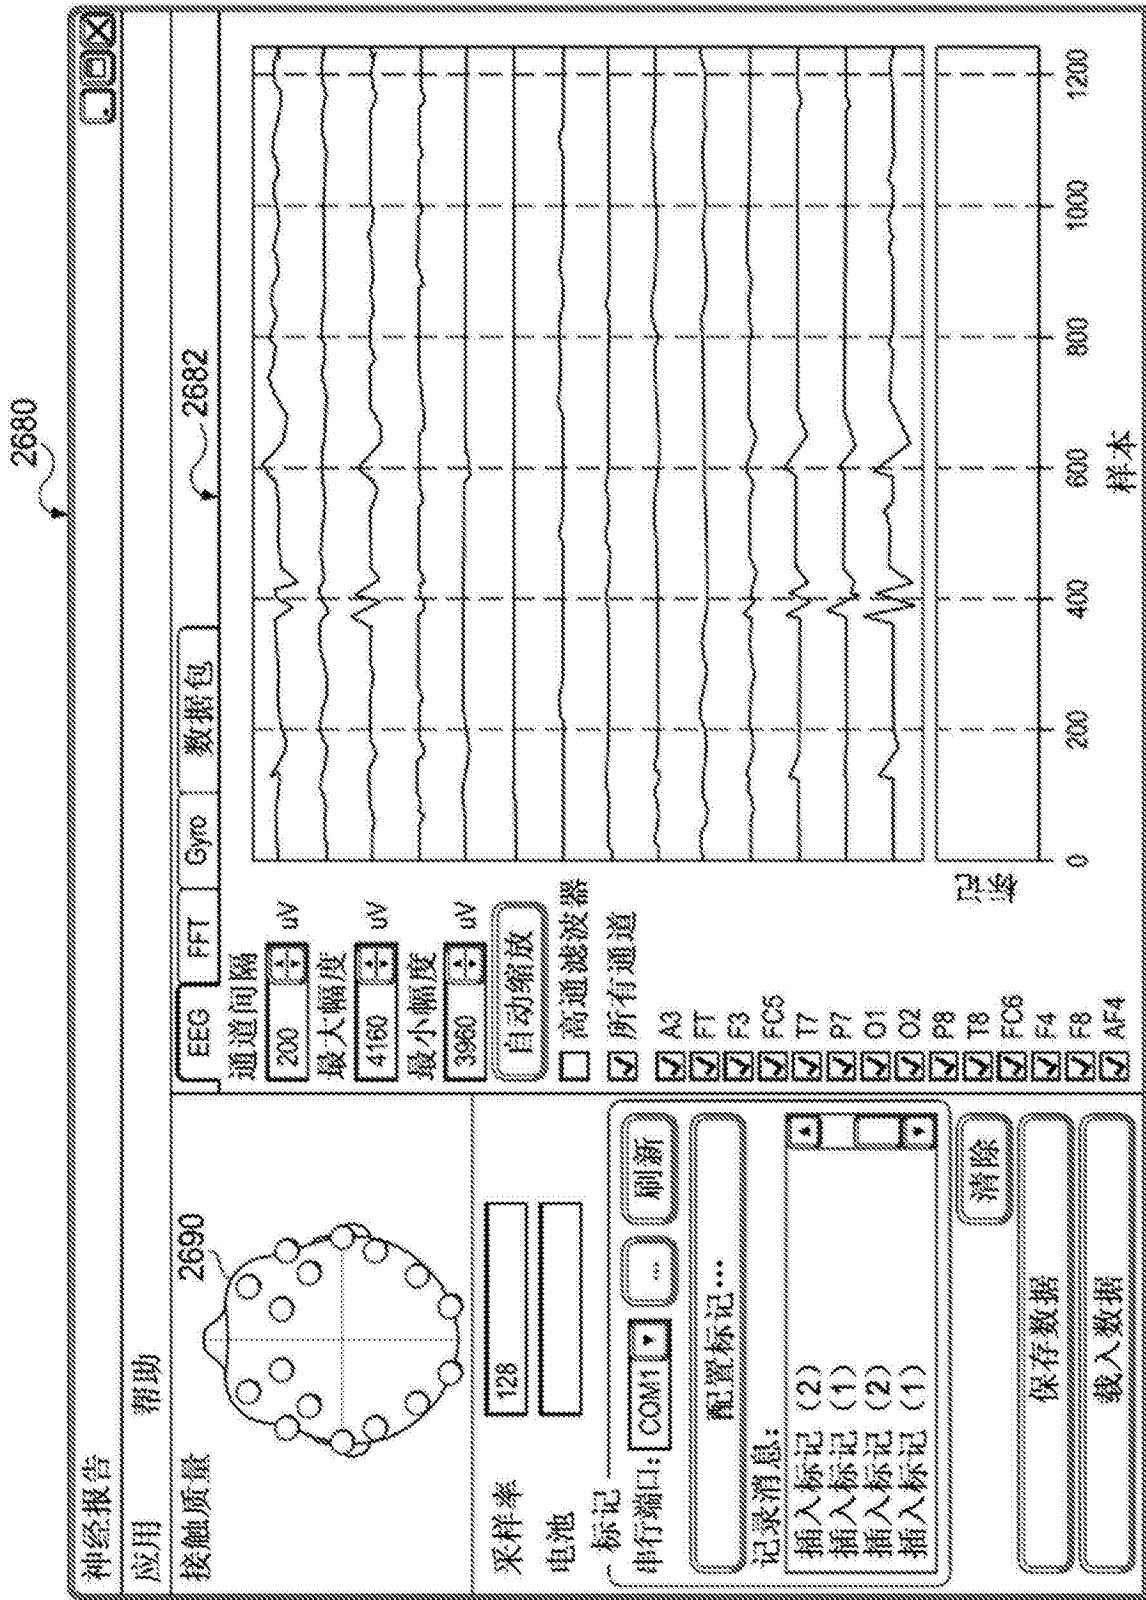 2680
神经报告
应用 帮助
接触质量
2690
采样率 128
电池
标记
串行端口: COM1 ... 刷新
配置标记...
记录消息:
插入标记 (2)
插入标记 (1)
插入标记 (2)
插入标记 (1)
清除
保存数据
载入数据
EEG FFT Gyro 数据包
2682
通道间隔
200 uV
最大幅度
4160 uV
最小幅度
3960 uV
自动缩放
高通滤波器
所有通道
A3
FT
F3
FC5
T7
P7
O1
O2
P8
T8
FC6
F4
F8
AF4
标记
0 200 400 600 800 1000 1200
样本